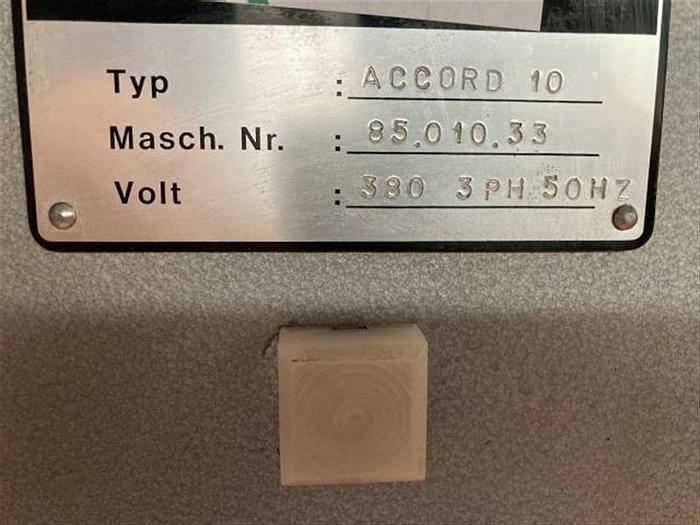 Typ : ACCORD 10
Masch. Nr. : 85.010.33
Volt : 380 3PH 50HZ